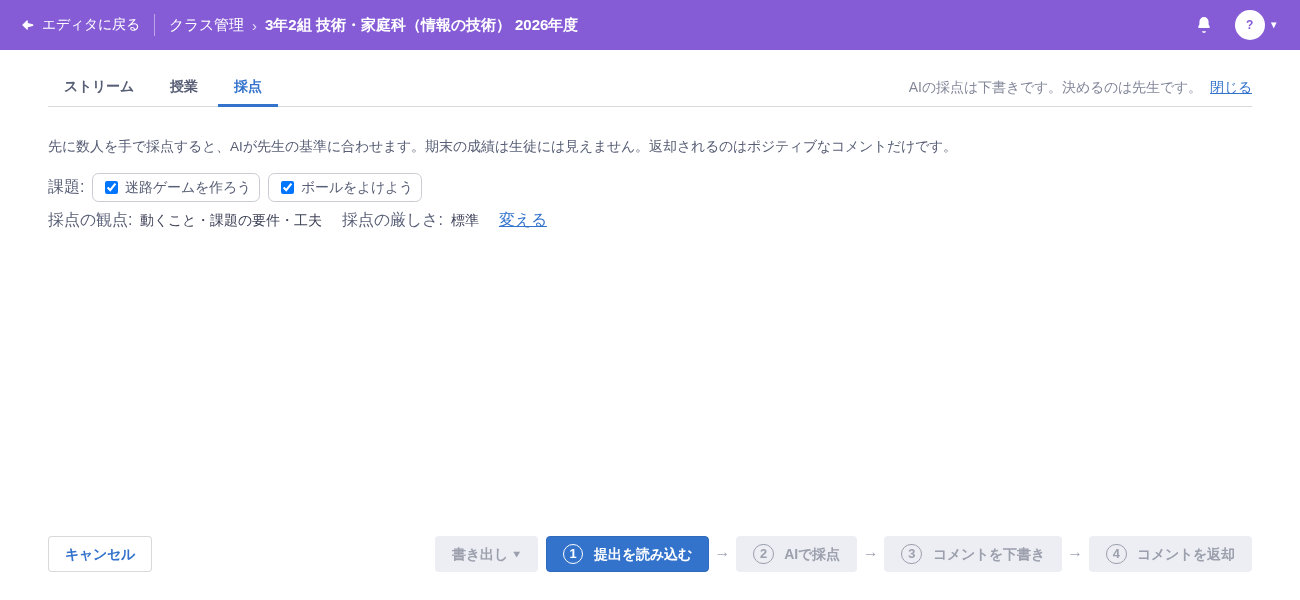 エディタに戻る クラス管理 › 3年2組 技術・家庭科（情報の技術） 2026年度 ? ▼
ストリーム 授業 採点 AIの採点は下書きです。決めるのは先生です。 閉じる
先に数人を手で採点すると、AIが先生の基準に合わせます。期末の成績は生徒には見えません。返却されるのはポジティブなコメントだけです。
課題: 迷路ゲームを作ろう ボールをよけよう
採点の観点: 動くこと・課題の要件・工夫 採点の厳しさ: 標準 変える
キャンセル 書き出し ▼ 1 提出を読み込む → 2 AIで採点 → 3 コメントを下書き → 4 コメントを返却